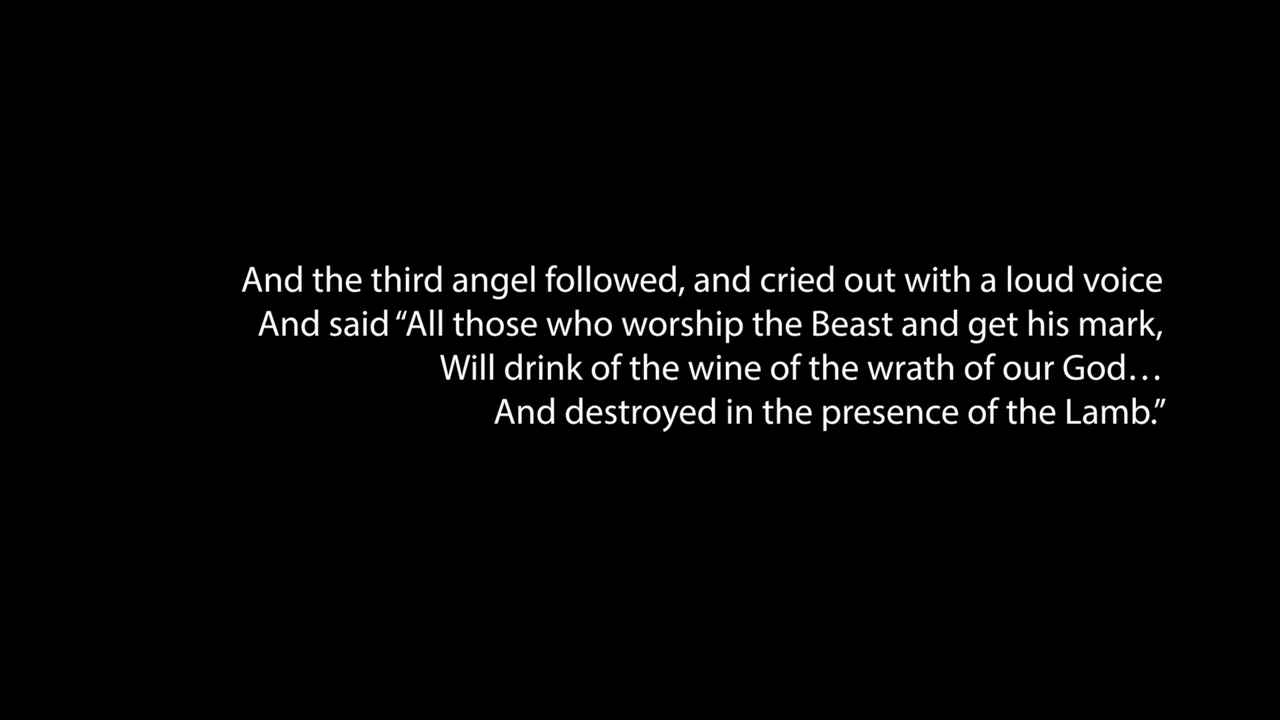 And the third angel followed, and cried out with a loud voice
And said “All those who worship the Beast and get his mark,
Will drink of the wine of the wrath of our God…
And destroyed in the presence of the Lamb.”